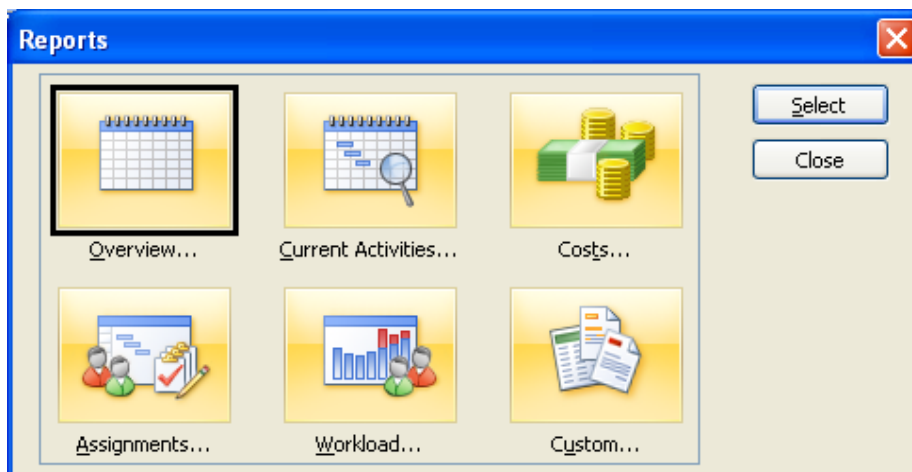 Reports
Select
Close
Overview...
Current Activities...
Costs...
Assignments...
Workload...
Custom...